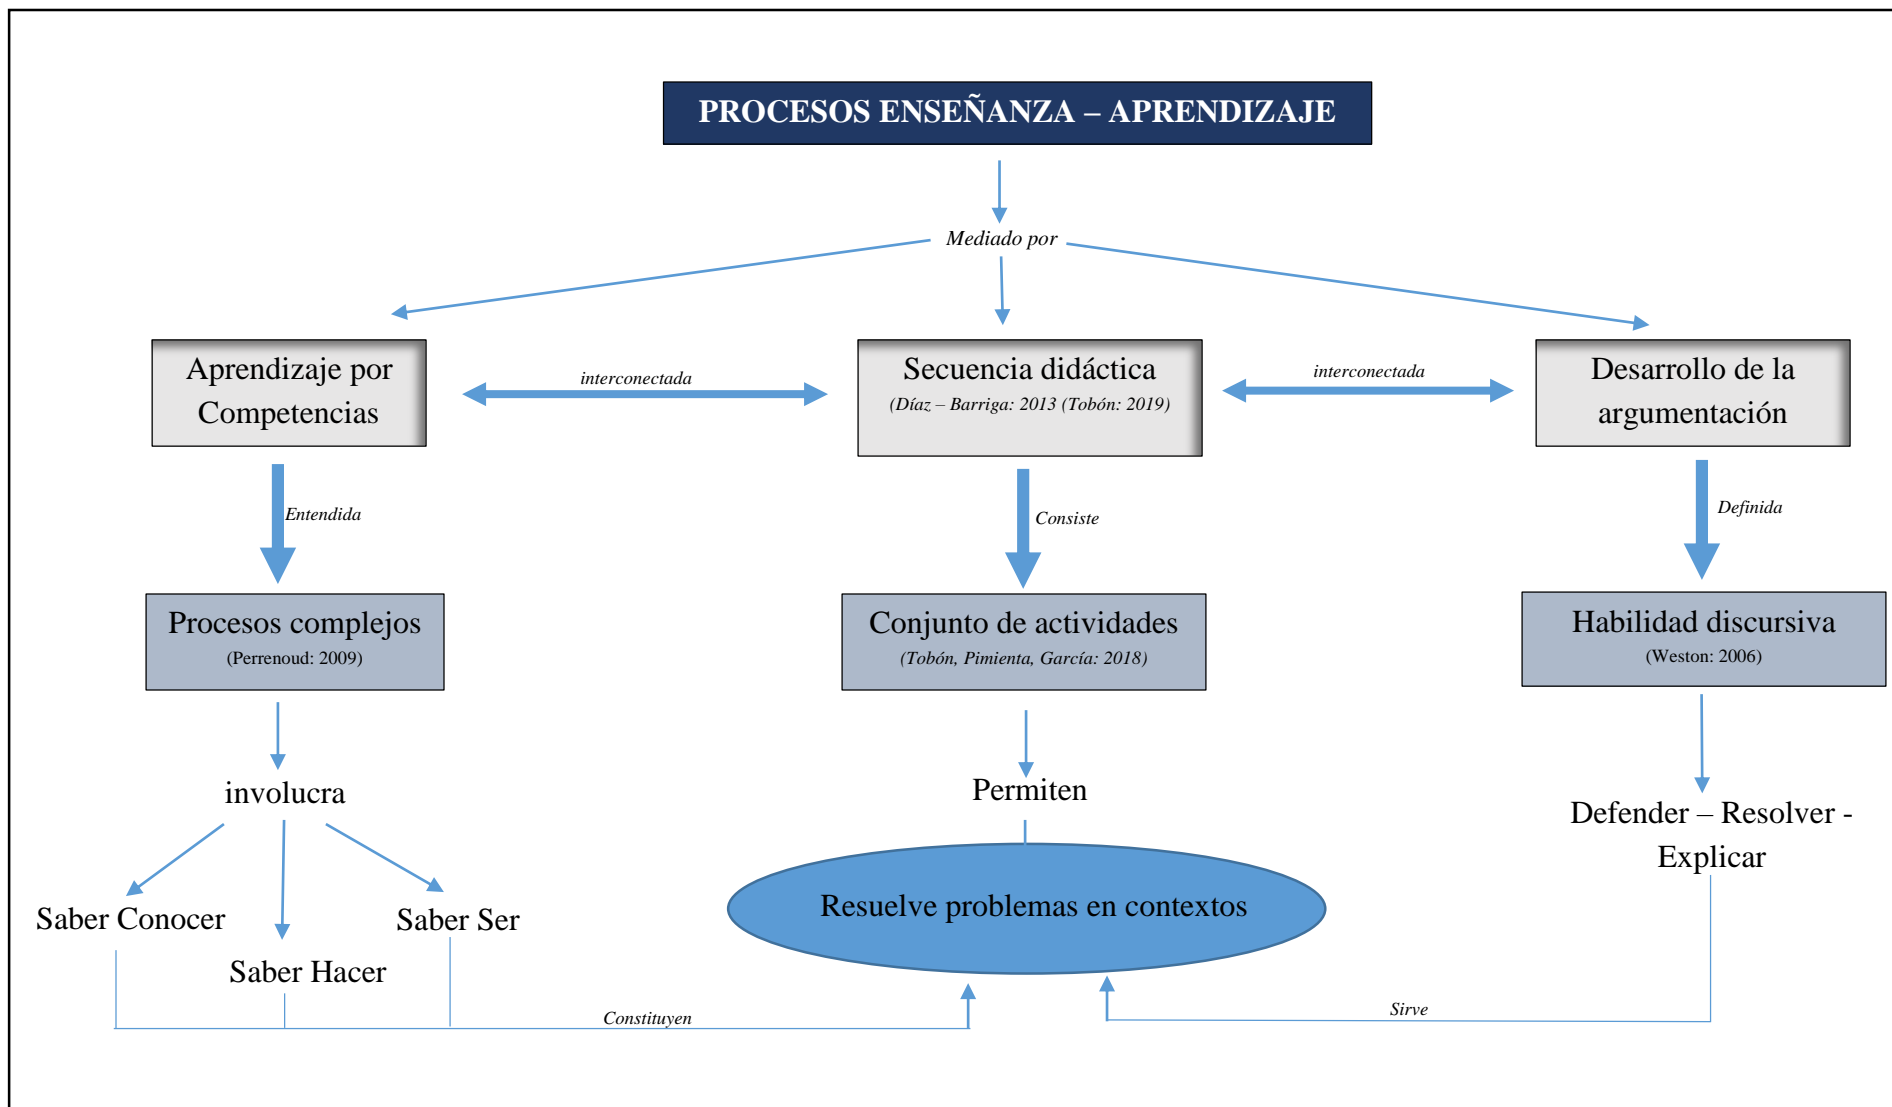 PROCESOS ENSEÑANZA – APRENDIZAJE
Mediado por
Aprendizaje por
Competencias
interconectada
Secuencia didáctica
(Díaz – Barriga: 2013 (Tobón: 2019)
interconectada
Desarrollo de la
argumentación
Entendida
Consiste
Definida
Procesos complejos
(Perrenoud: 2009)
Conjunto de actividades
(Tobón, Pimienta, García: 2018)
Habilidad discursiva
(Weston: 2006)
involucra
Permiten
Defender – Resolver -
Explicar
Saber Conocer
Saber Hacer
Saber Ser
Resuelve problemas en contextos
Constituyen
Sirve